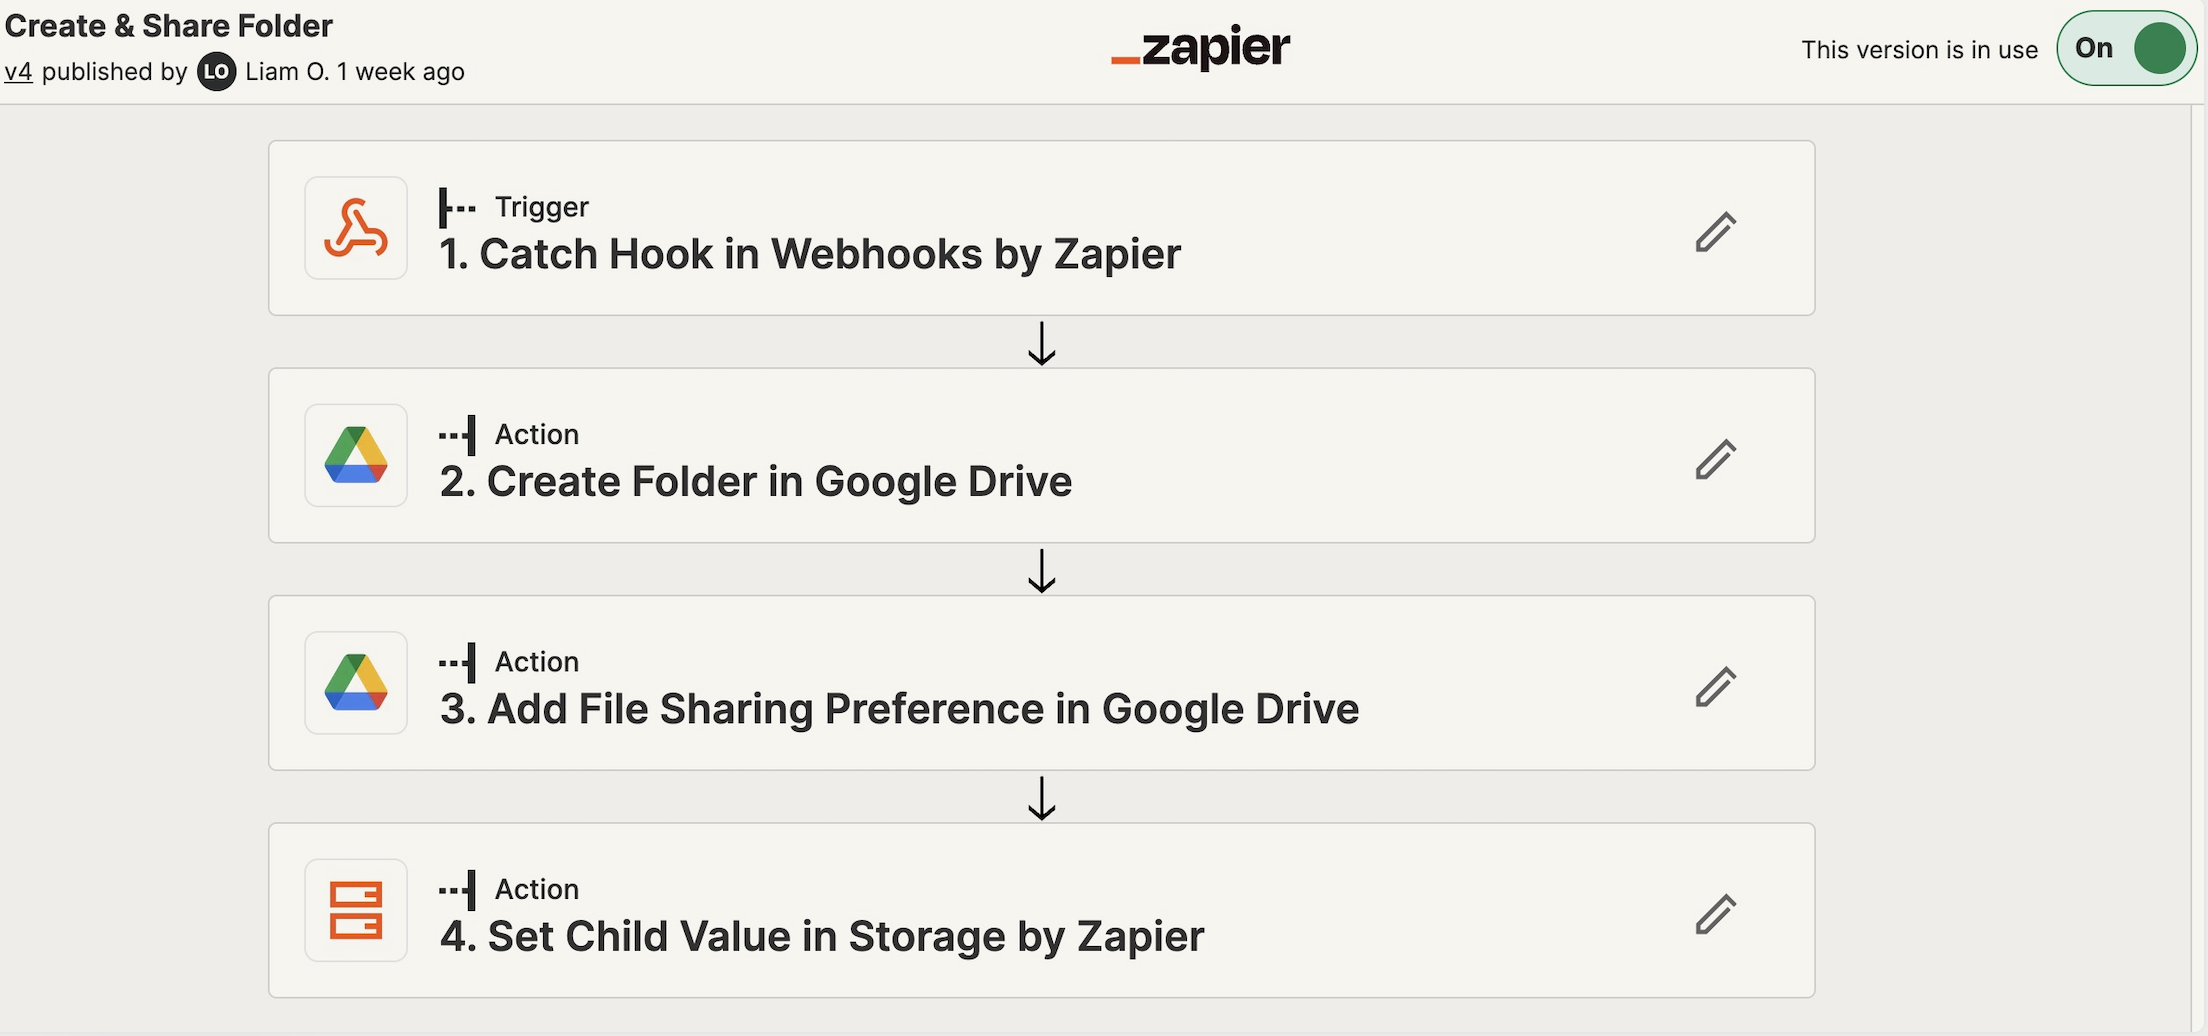 Create & Share Folder
v4 published by LO Liam O. 1 week ago
zapier
This version is in use
On
Trigger
1. Catch Hook in Webhooks by Zapier
Action
2. Create Folder in Google Drive
Action
3. Add File Sharing Preference in Google Drive
Action
4. Set Child Value in Storage by Zapier